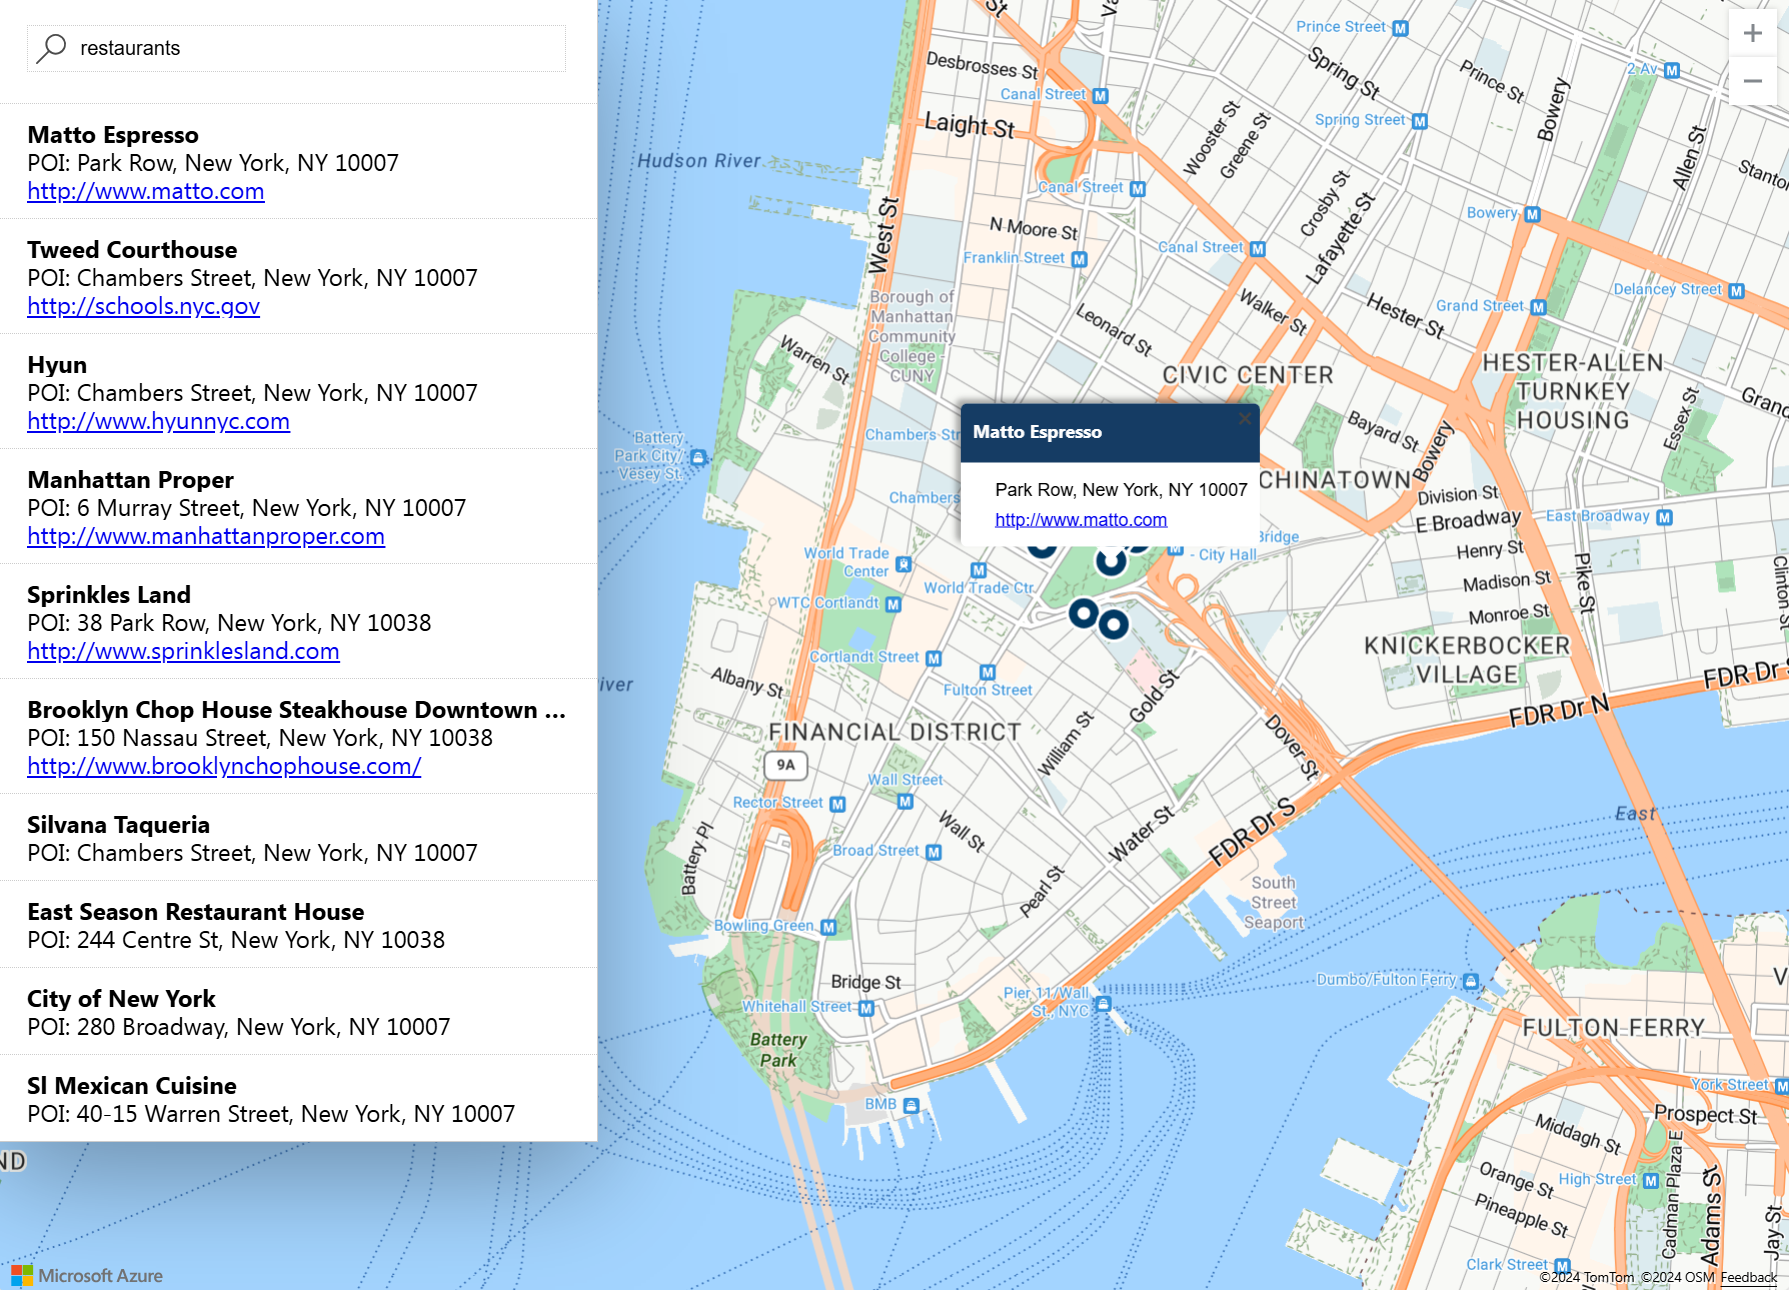 restaurants
Matto Espresso
POI: Park Row, New York, NY 10007
http://www.matto.com
Tweed Courthouse
POI: Chambers Street, New York, NY 10007
http://schools.nyc.gov
Hyun
POI: Chambers Street, New York, NY 10007
http://www.hyunnyc.com
Manhattan Proper
POI: 6 Murray Street, New York, NY 10007
http://www.manhattanproper.com
Sprinkles Land
POI: 38 Park Row, New York, NY 10038
http://www.sprinklesland.com
Brooklyn Chop House Steakhouse Downtown ...
POI: 150 Nassau Street, New York, NY 10038
http://www.brooklynchophouse.com/
Silvana Taqueria
POI: Chambers Street, New York, NY 10007
East Season Restaurant House
POI: 244 Centre St, New York, NY 10038
City of New York
POI: 280 Broadway, New York, NY 10007
Sl Mexican Cuisine
POI: 40-15 Warren Street, New York, NY 10007
ND
Microsoft Azure
St
Va
Prince Street M
Spring St
Prince St
2 Av M
Desbrosses St
Canal Street M
Laight St
Wooster St
Greene St
Spring Street M
Bowery
Allen St
Stanton
Hudson River
Canal Street M
Crosby St
Lafayette St
Bowery M
West St
N Moore St
Franklin Street M
Canal Street M
Borough of
Manhattan
Community
College -
CUNY
Leonard St
Walker St
Hester St
Grand Street M
Delancey Street M
Warren St
CIVIC CENTER
HESTER-ALLEN
TURNKEY
HOUSING
Essex St
Grand
Bayard St
Bowery
Battery
Park City/
Vesey St.
Chambers Str
Chambers
Matto Espresso
Park Row, New York, NY 10007
http://www.matto.com
CHINATOWN
Division St
E Broadway
East Broadway M
Henry St
Madison St
Monroe St
Pike St
Clinton St
Bridge
M - City Hall
World Trade
Center
World Trade Ctr.
M
WTC Cortlandt M
Cortlandt Street M
Fulton Street
M
KNICKERBOCKER
VILLAGE
FDR Dr S
FDR Dr N
iver
Albany St
Gold St
William St
Dover St
FINANCIAL DISTRICT
9A
Wall Street
M
Rector Street M
Wall St
Water St
FDR Dr S
East
Battery Pl
Broad Street M
Pearl St
South
Street
Seaport
Bowling Green M
Bridge St
Whitehall Street M
Pier 11/Wall
St., NYC
Dumbo/Fulton Ferry
V
FULTON FERRY
Battery
Park
BMB
York Street M
Prospect St
Middagh St
Orange St
Pineapple St
High Street M
Cadman Plaza E
Adams St
Jay St
Clark Street M
©2024 TomTom ©2024 OSM Feedback